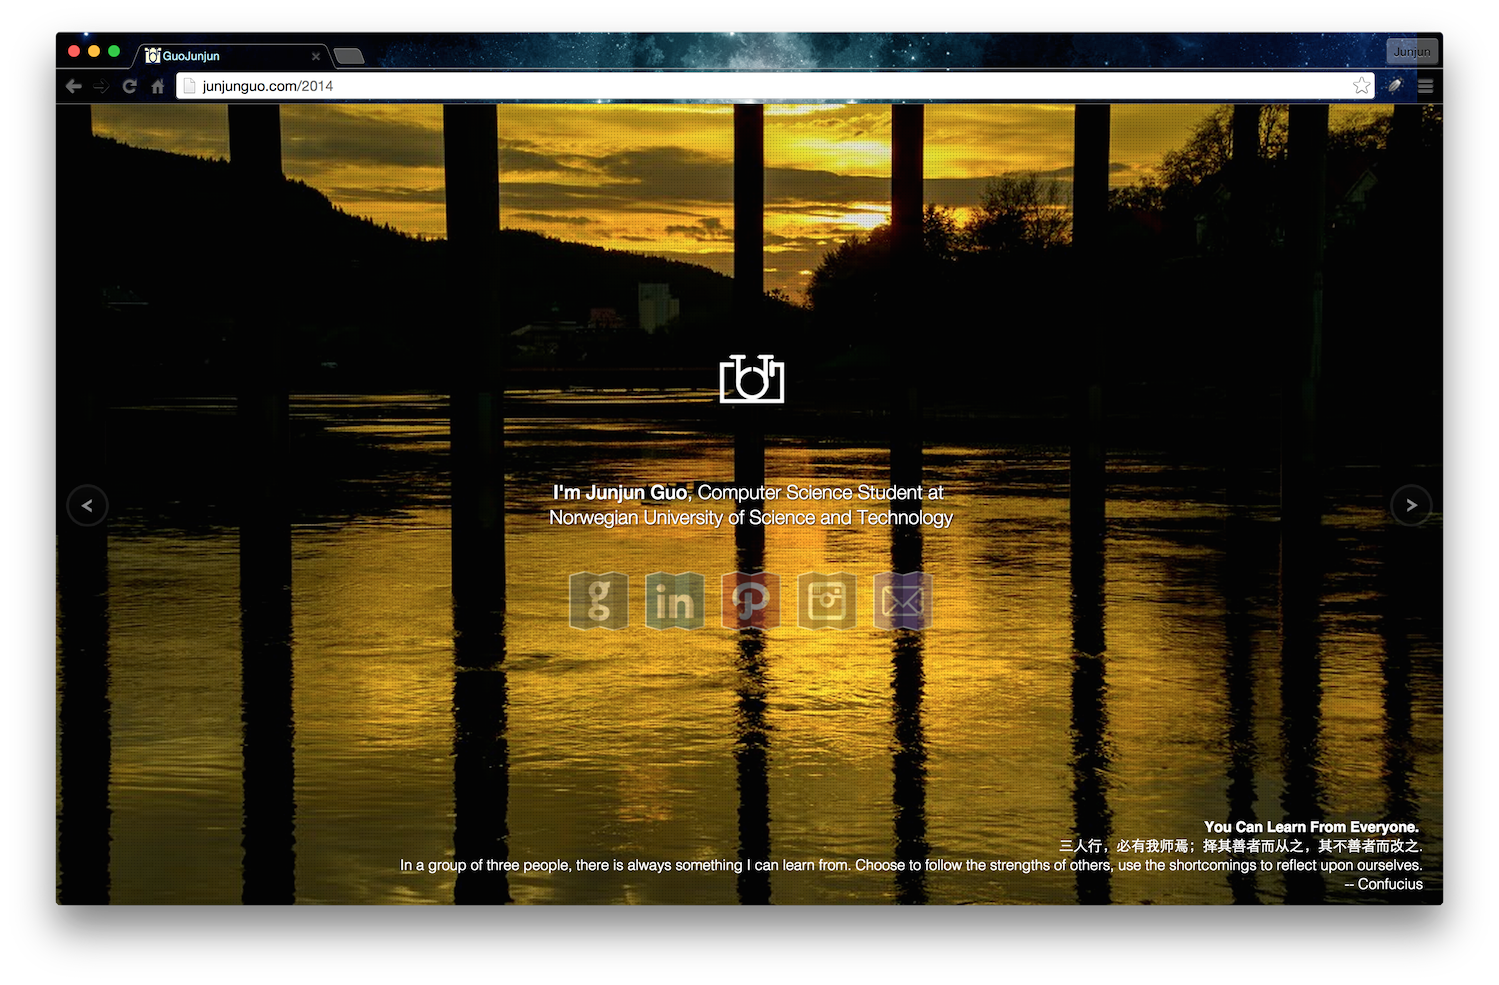 GuoJunjun
Junjun
junjunguo.com/2014
I'm Junjun Guo, Computer Science Student at
Norwegian University of Science and Technology
g in P
You Can Learn From Everyone.
三人行，必有我师焉；择其善者而从之，其不善者而改之.
In a group of three people, there is always something I can learn from. Choose to follow the strengths of others, use the shortcomings to reflect upon ourselves.
-- Confucius